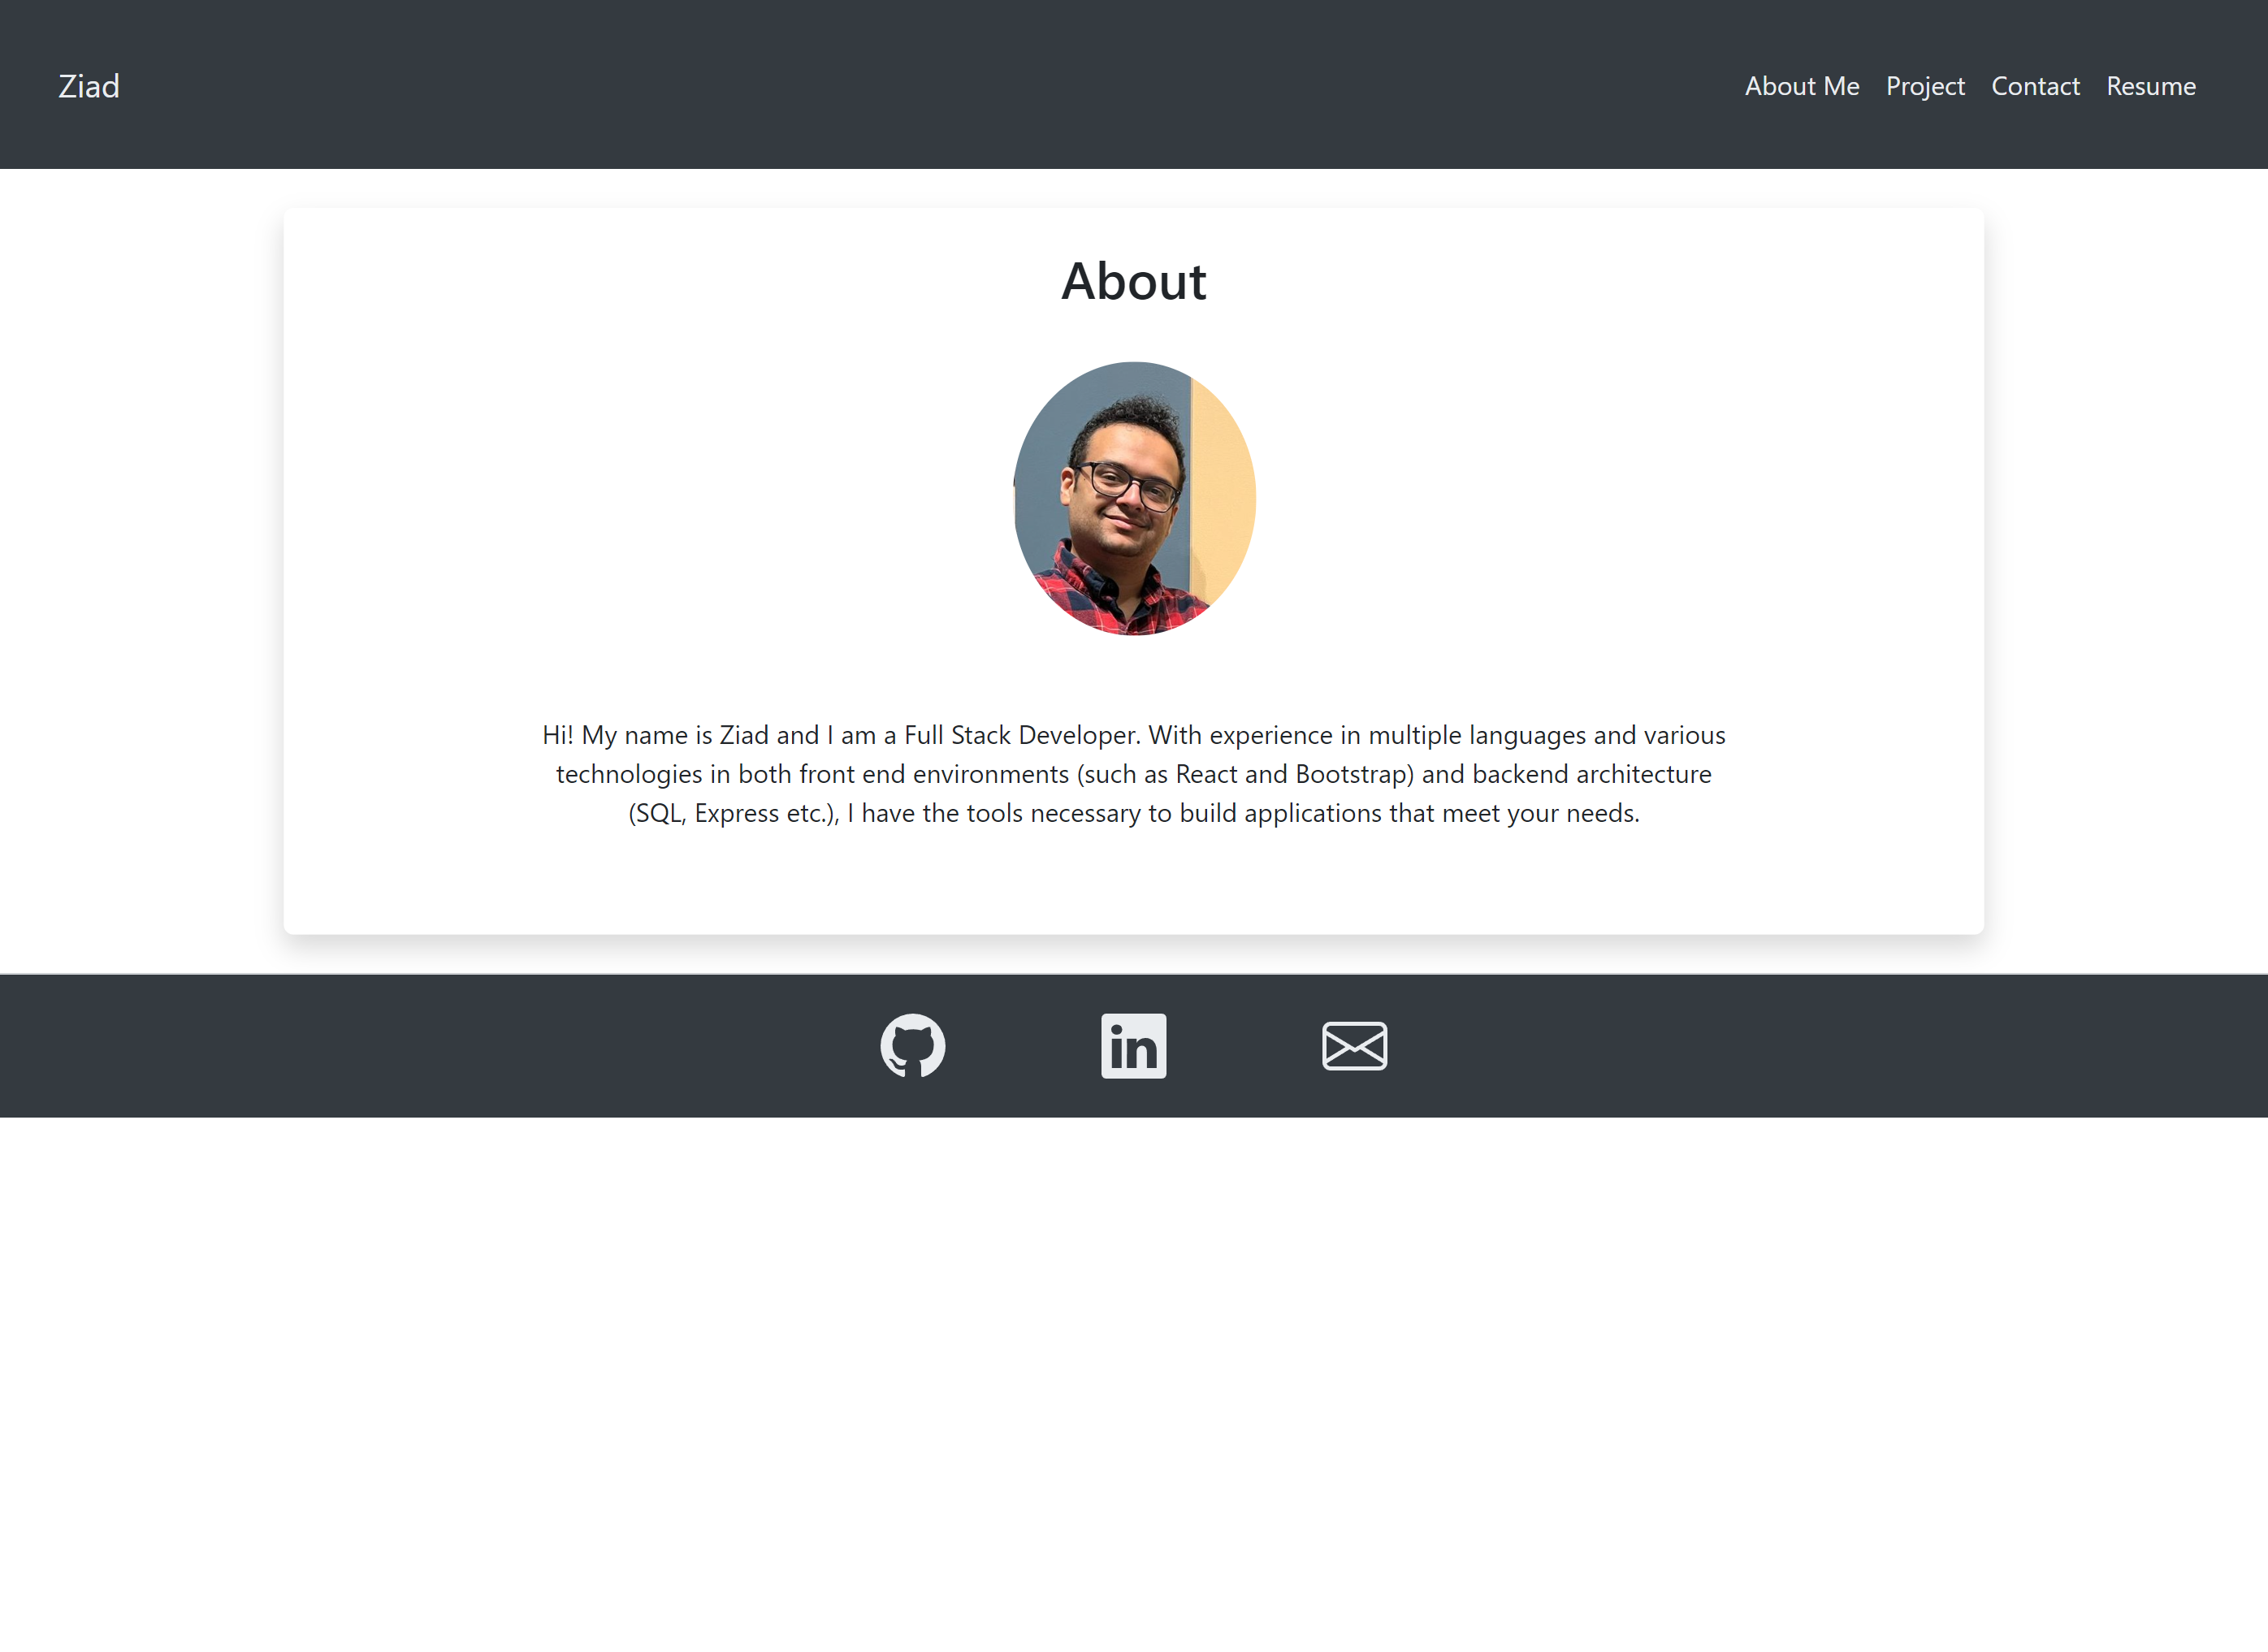 Ziad
About Me Project Contact Resume
About
Hi! My name is Ziad and I am a Full Stack Developer. With experience in multiple languages and various
technologies in both front end environments (such as React and Bootstrap) and backend architecture
(SQL, Express etc.), I have the tools necessary to build applications that meet your needs.
in